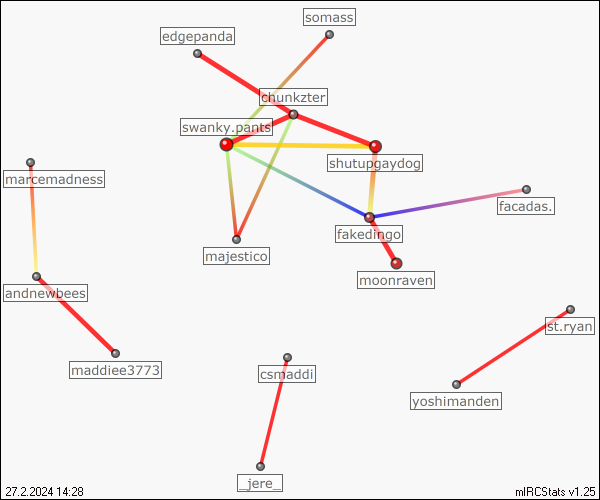 somass
edgepanda
chunkzter
swanky.pants
shutupgaydog
marcemadness
facadas.
fakedingo
majestico
moonraven
andnewbees
st.ryan
maddiee3773
csmaddi
yoshimanden
_jere_
27.2.2024 14:28
mIRCStats v1.25